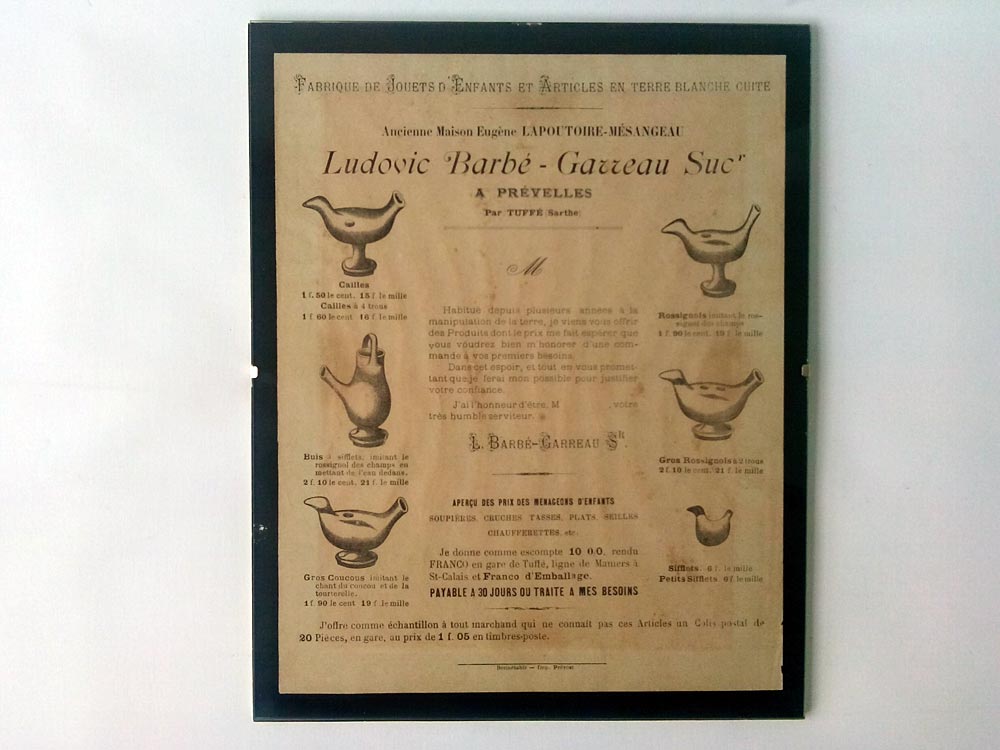 FABRIQUE DE JOUETS D'ENFANTS ET ARTICLES EN TERRE BLANCHE CUITE
Ancienne Maison Eugène LAPOUTOIRE-MÉSANGEAU
Ludovic Barbé - Garreau Sucr
A PRÉVELLES
Par TUFFÉ (Sarthe)
Cailles
1 f. 50 le cent. 15 f. le mille
Cailles à 4 trous
1 f. 60 le cent 16 f. le mille
Buis à sifflets, imitant le
rossignol des champs en
mettant de l'eau dedans.
2 f. 10 le cent. 21 f. le mille
Gros Coucous imitant le
chant du coucou et de la
tourterelle.
1 f. 90 le cent 19 f. le mille
M
Habitué depuis plusieurs années à la
manipulation de la terre, je viens vous offrir
des Produits dont le prix me fait espérer que
vous voudrez bien m'honorer d'une com-
mande à vos premiers besoins.
Dans cet espoir, et tout en vous promet-
tant que je ferai mon possible pour justifier
votre confiance.
J'ai l'honneur d'être, M , votre
très humble serviteur.
L. BARBÉ-GARREAU Sr.
APERÇU DES PRIX DES MÉNAGEONS D'ENFANTS
SOUPIÈRES, CRUCHES TASSES, PLATS, SEILLES
CHAUFFERETTES, etc.
Je donne comme escompte 10 0/0, rendu
FRANCO en gare de Tuffé, ligne de Mamers à
St-Calais et Franco d'Emballage.
PAYABLE A 30 JOURS OU TRAITE A MES BESOINS
Rossignols imitant le ros-
signol des champs
1 f. 90 le cent. 19 f. le mille
Gros Rossignols à 2 trous
2 f. 10 le cent. 21 f. le mille
Sifflets. 6 f. le mille
Petits Sifflets 6 f. le mille
J'offre comme échantillon à tout marchand qui ne connaît pas ces Articles un Colis postal de
20 Pièces, en gare, au prix de 1 f. 05 en timbres-poste.
Bonnétable — Imp. Prévost